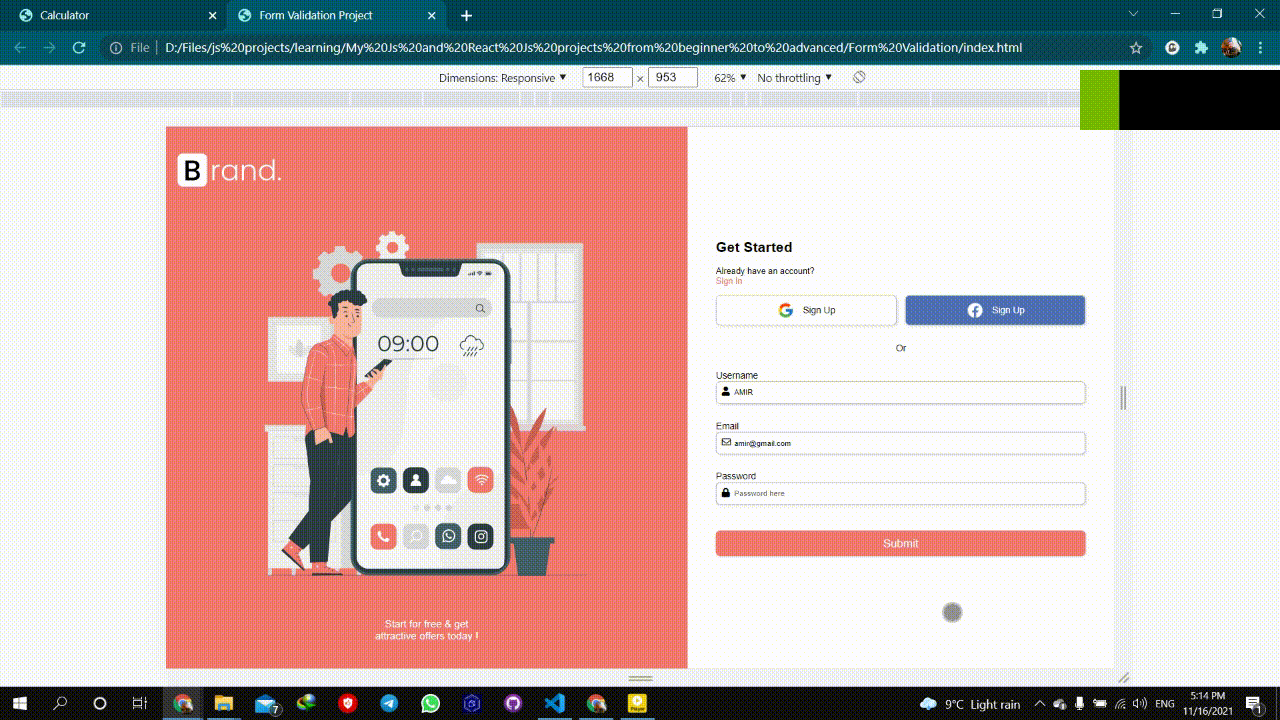 Calculator
Form Validation Project
File
D:/Files/js%20projects/learning/My%20Js%20and%20React%20Js%20projects%20from%20beginner%20to%20advanced/Form%20Validation/index.html
Dimensions: Responsive
1668 × 953
62%
No throttling
Brand.
09:00
Start for free & get
attractive offers today !
Get Started
Already have an account?
Sign In
Sign Up
Sign Up
Or
Username
AMIR
Email
amir@gmail.com
Password
Password here
Submit
7
9°C Light rain
ENG
5:14 PM
11/16/2021
1